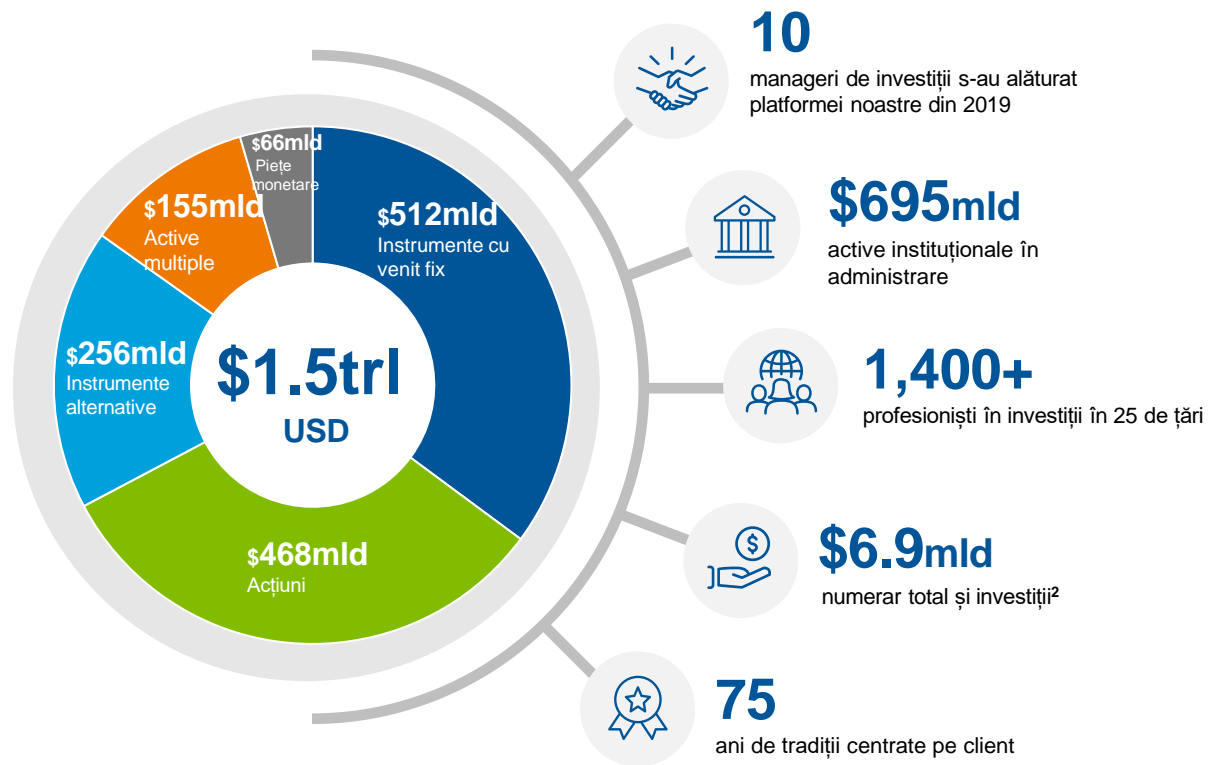 $66mld
Piețe
monetare
$155mld
Active
multiple
$512mld
Instrumente cu
venit fix
$256mld
Instrumente
alternative
$1.5trl
USD
$468mld
Acțiuni
10
manageri de investiții s-au alăturat
platformei noastre din 2019
$695mld
active instituționale în
administrare
1,400+
profesioniști în investiții în 25 de țări
$
$6.9mld
numerar total și investiții²
75
ani de tradiții centrate pe client